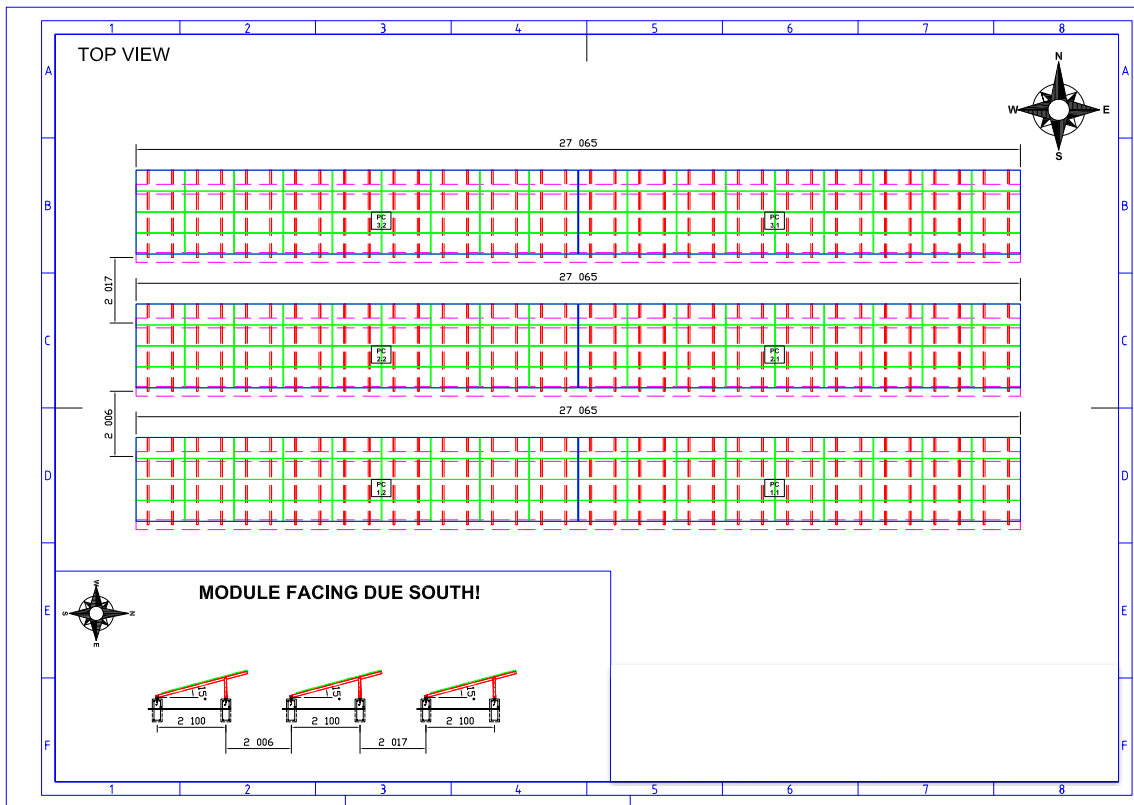 1 2 3 4 5 6 7 8
TOP VIEW
A A
N
W E
S
27 065
B B
PC
3.2
PC
3.1
2 017
27 065
C C
PC
2.2
PC
2.1
2 006
27 065
D D
PC
1.2
PC
1.1
MODULE FACING DUE SOUTH!
W
S N
E
E E
15° 15° 15°
2 100 2 100 2 100
2 006 2 017
F F
1 2 3 4 5 6 7 8